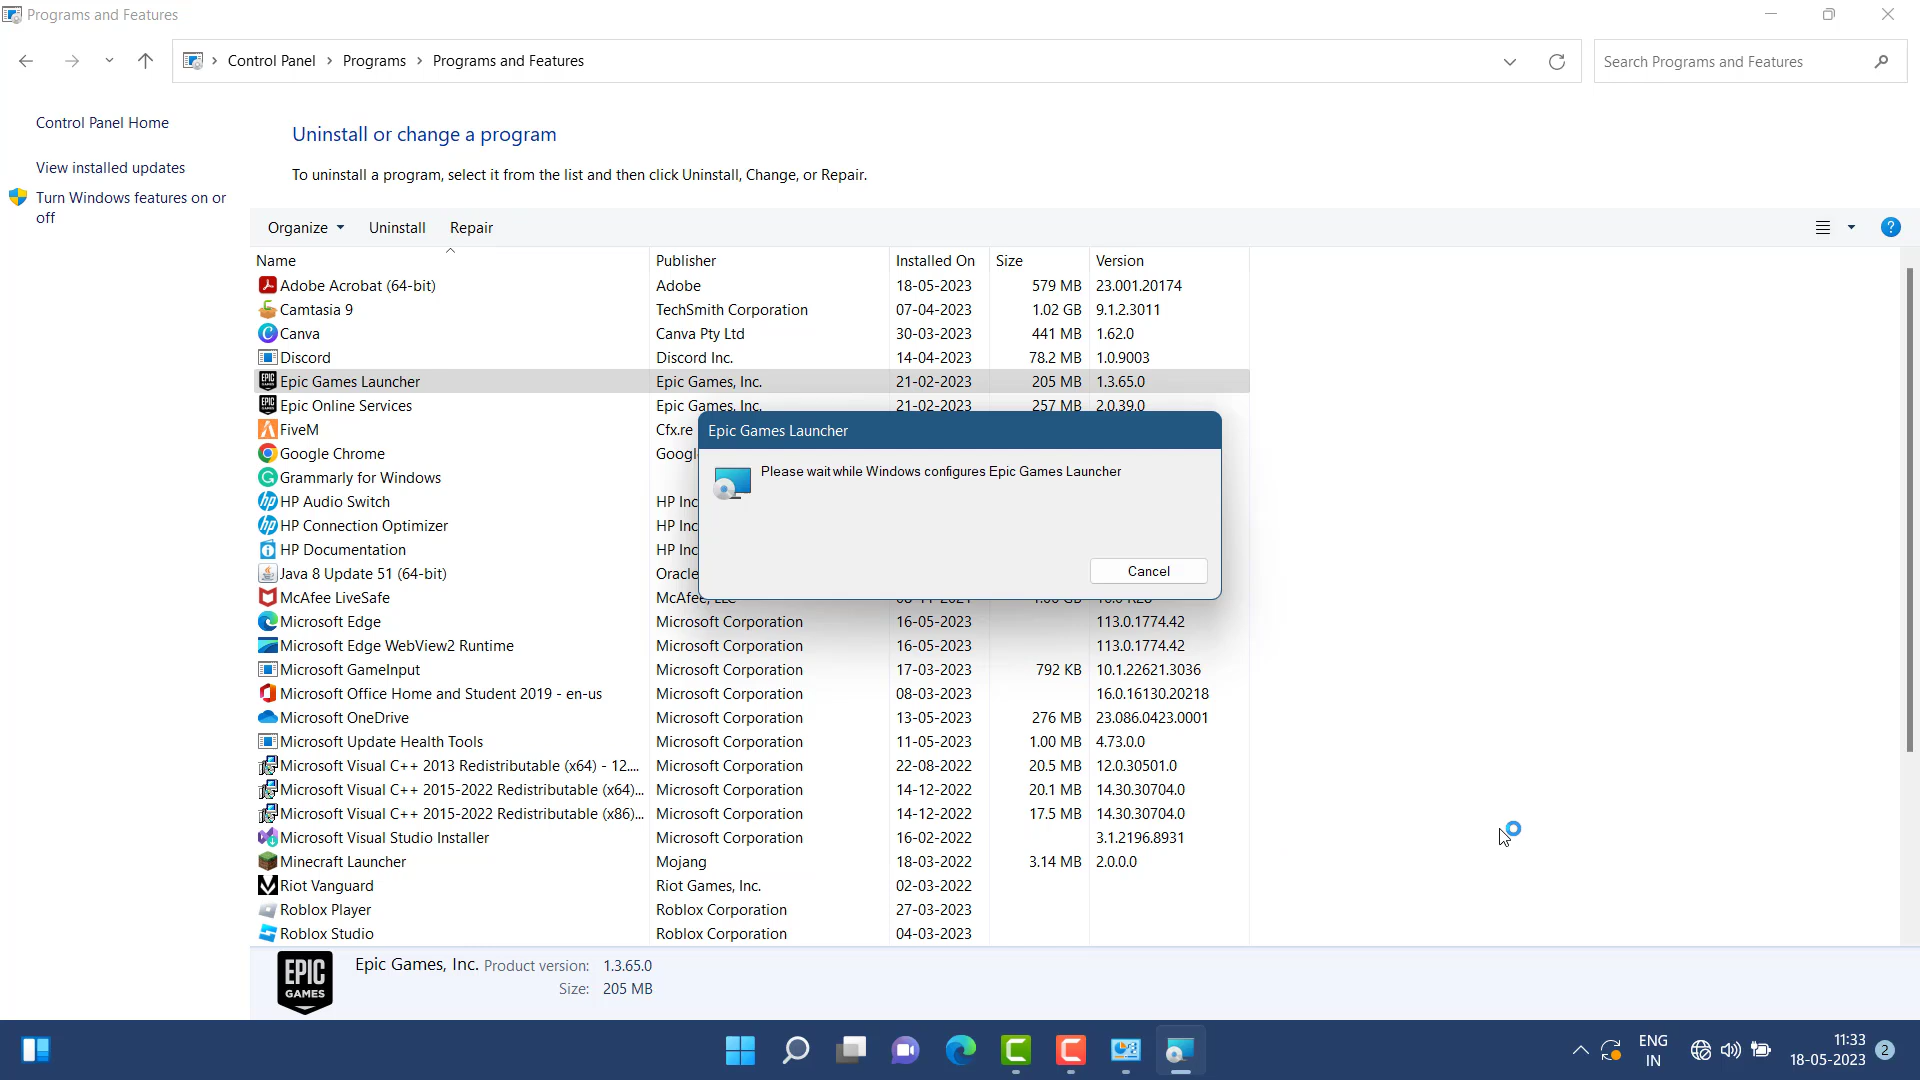 Programs and Features
Control Panel
Programs
Programs and Features
Search Programs and Features
Control Panel Home
View installed updates
Turn Windows features on or
off
Uninstall or change a program
To uninstall a program, select it from the list and then click Uninstall, Change, or Repair.
Organize Uninstall Repair
Name Publisher Installed On Size Version
Adobe Acrobat (64-bit) Adobe 18-05-2023 579 MB 23.001.20174
Camtasia 9 TechSmith Corporation 07-04-2023 1.02 GB 9.1.2.3011
Canva Canva Pty Ltd 30-03-2023 441 MB 1.62.0
Discord Discord Inc. 14-04-2023 78.2 MB 1.0.9003
Epic Games Launcher Epic Games, Inc. 21-02-2023 205 MB 1.3.65.0
Epic Online Services Epic Games, Inc. 21-02-2023 257 MB 2.0.39.0
FiveM Cfx.re
Google Chrome Googl
Grammarly for Windows
HP Audio Switch HP Inc
HP Connection Optimizer HP Inc
HP Documentation HP Inc
Java 8 Update 51 (64-bit) Oracle
McAfee LiveSafe McAfee, LLC
Microsoft Edge Microsoft Corporation 16-05-2023 113.0.1774.42
Microsoft Edge WebView2 Runtime Microsoft Corporation 16-05-2023 113.0.1774.42
Microsoft GameInput Microsoft Corporation 17-03-2023 792 KB 10.1.22621.3036
Microsoft Office Home and Student 2019 - en-us Microsoft Corporation 08-03-2023 16.0.16130.20218
Microsoft OneDrive Microsoft Corporation 13-05-2023 276 MB 23.086.0423.0001
Microsoft Update Health Tools Microsoft Corporation 11-05-2023 1.00 MB 4.73.0.0
Microsoft Visual C++ 2013 Redistributable (x64) - 12.... Microsoft Corporation 22-08-2022 20.5 MB 12.0.30501.0
Microsoft Visual C++ 2015-2022 Redistributable (x64)... Microsoft Corporation 14-12-2022 20.1 MB 14.30.30704.0
Microsoft Visual C++ 2015-2022 Redistributable (x86)... Microsoft Corporation 14-12-2022 17.5 MB 14.30.30704.0
Microsoft Visual Studio Installer Microsoft Corporation 16-02-2022 3.1.2196.8931
Minecraft Launcher Mojang 18-03-2022 3.14 MB 2.0.0.0
Riot Vanguard Riot Games, Inc. 02-03-2022
Roblox Player Roblox Corporation 27-03-2023
Roblox Studio Roblox Corporation 04-03-2023
Epic Games Launcher
Please wait while Windows configures Epic Games Launcher
Cancel
EPIC
GAMES
Epic Games, Inc. Product version: 1.3.65.0
Size: 205 MB
ENG
IN
11:33
18-05-2023
2